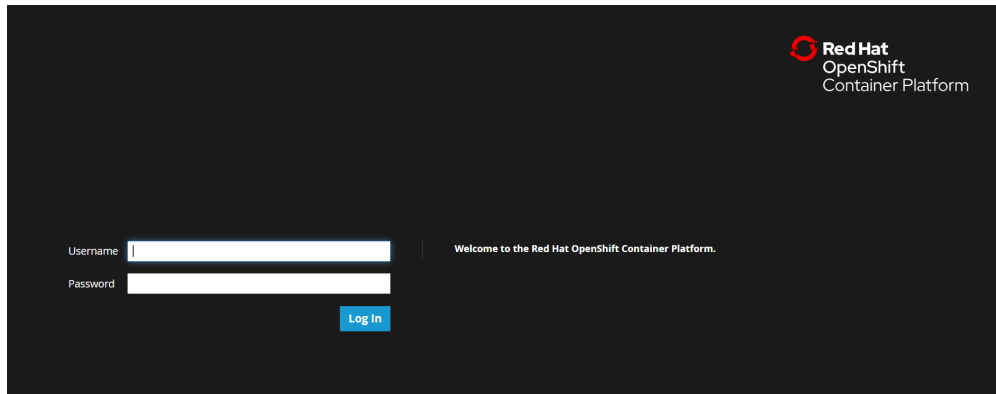 Red Hat
OpenShift
Container Platform
Username
Welcome to the Red Hat OpenShift Container Platform.
Password
Log In